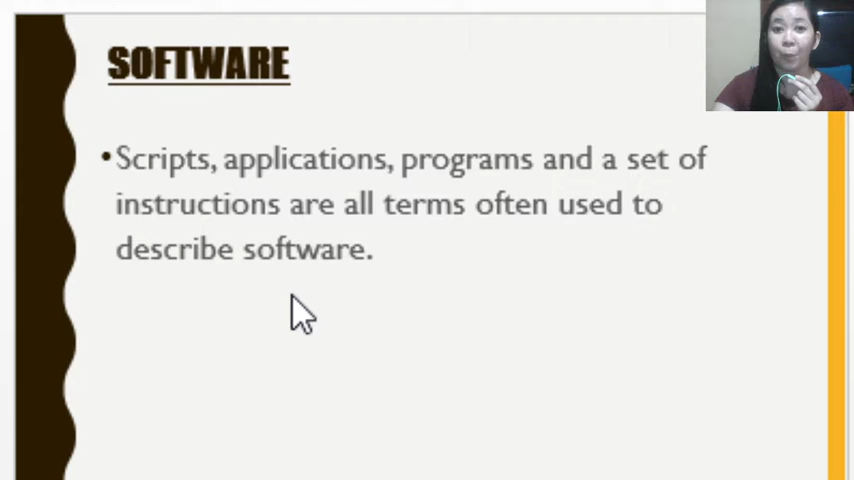 SOFTWARE
•Scripts, applications, programs and a set of
instructions are all terms often used to
describe software.